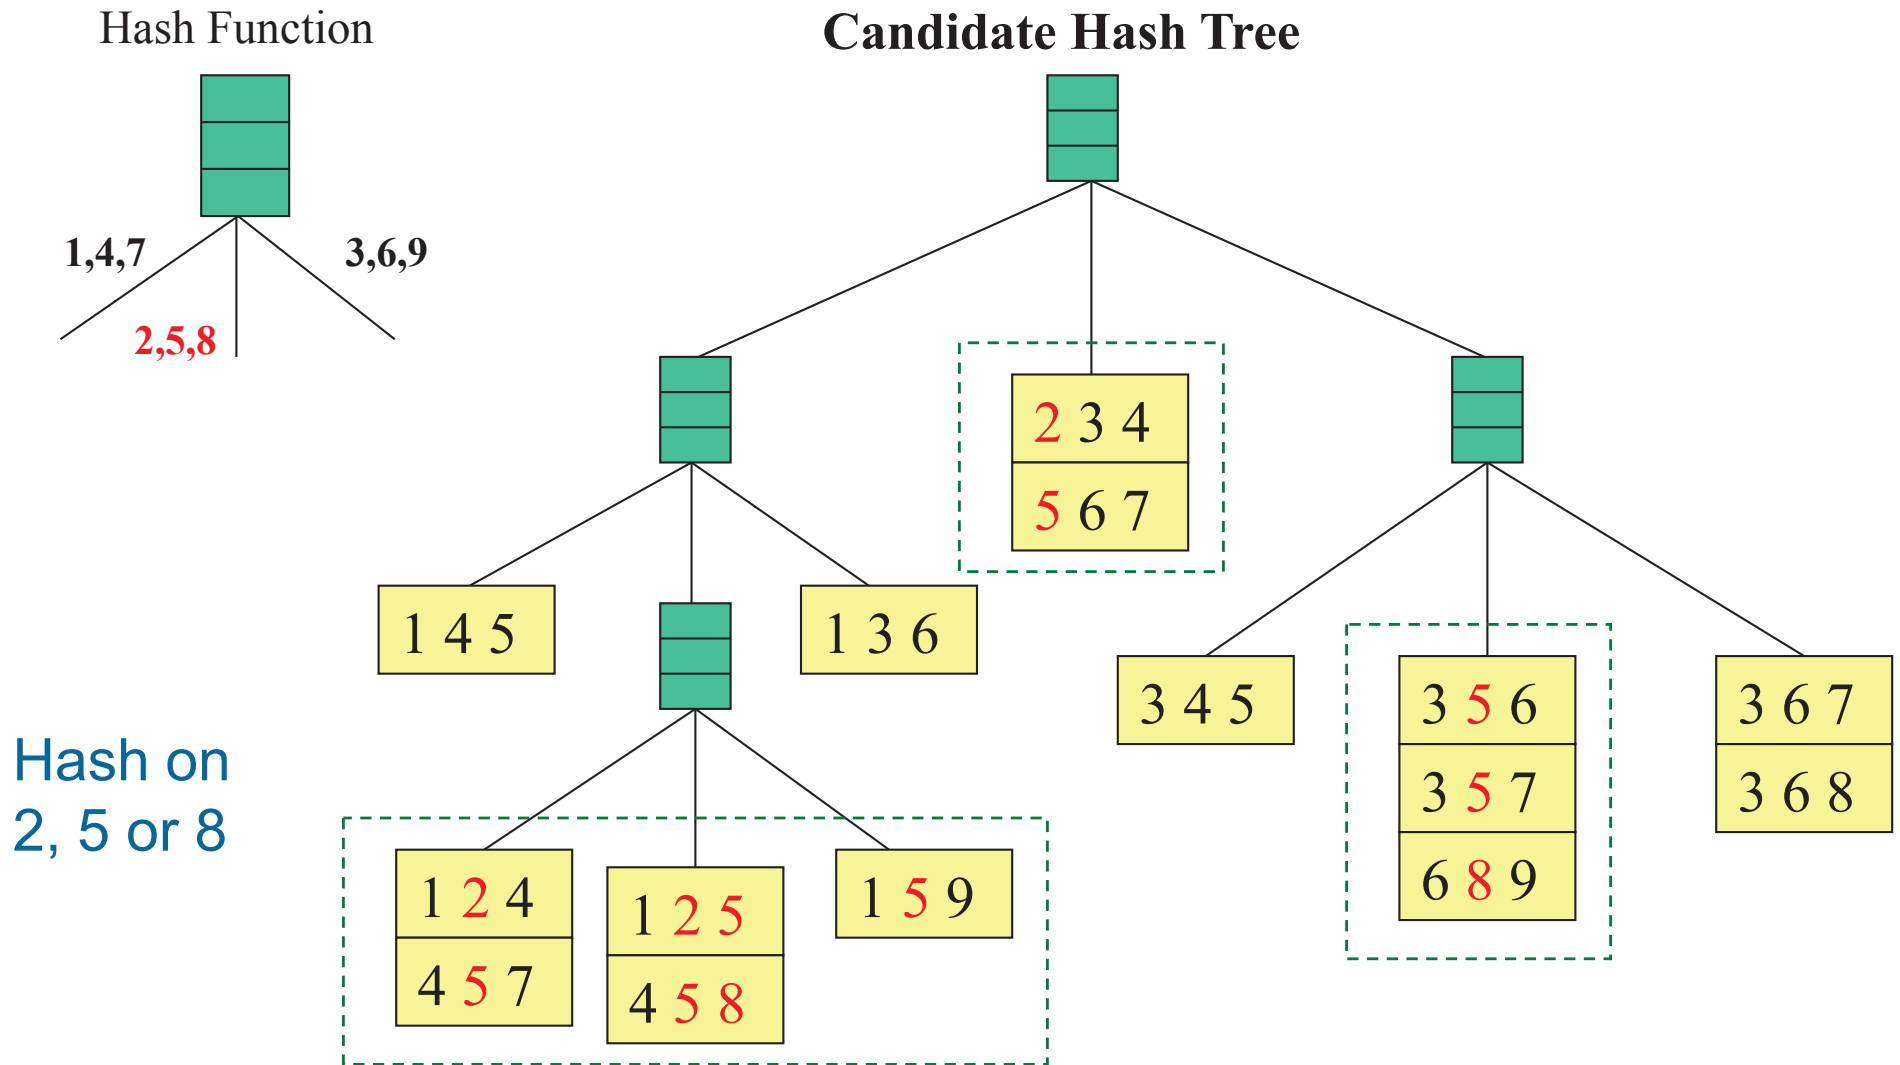 Hash Function
Candidate Hash Tree
1,4,7
3,6,9
2,5,8
2 3 4
5 6 7
1 4 5
1 3 6
3 4 5
3 5 6
3 6 7
3 5 7
3 6 8
6 8 9
Hash on
2, 5 or 8
1 2 4
1 2 5
1 5 9
4 5 7
4 5 8